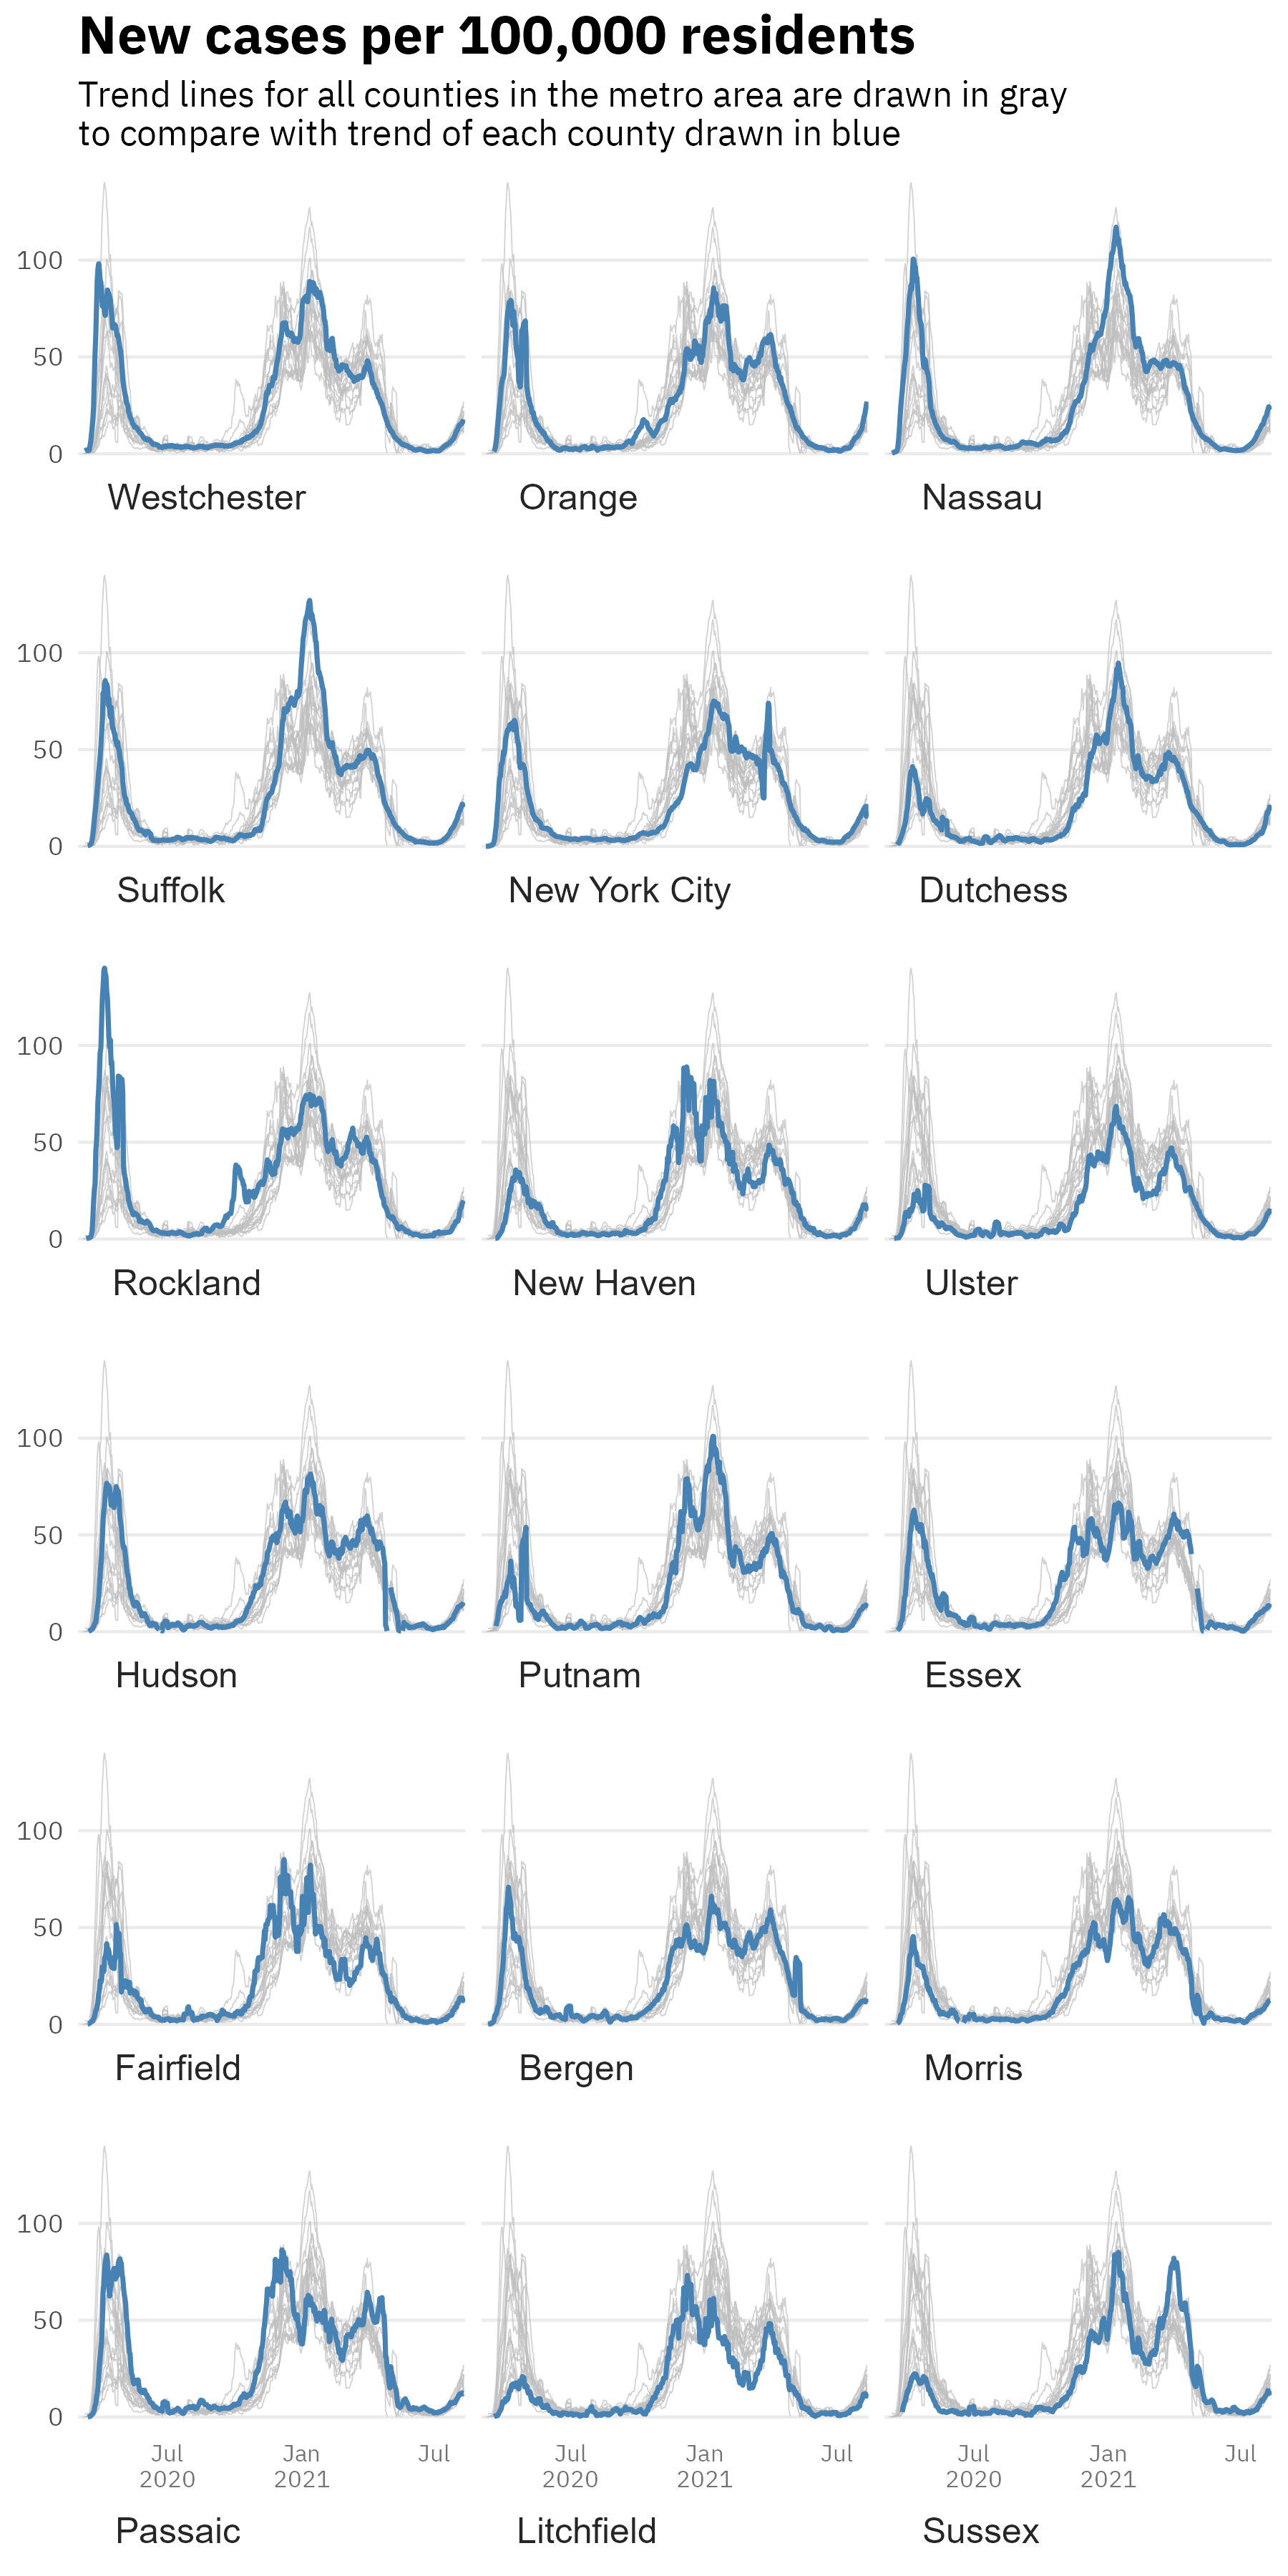 New cases per 100,000 residents
Trend lines for all counties in the metro area are drawn in gray
to compare with trend of each county drawn in blue
100
50
0
Westchester Orange Nassau
100
50
0
Suffolk New York City Dutchess
100
50
0
Rockland New Haven Ulster
100
50
0
Hudson Putnam Essex
100
50
0
Fairfield Bergen Morris
100
50
0
Jul Jan Jul Jul Jan Jul Jul Jan Jul
2020 2021 2020 2021 2020 2021
Passaic Litchfield Sussex